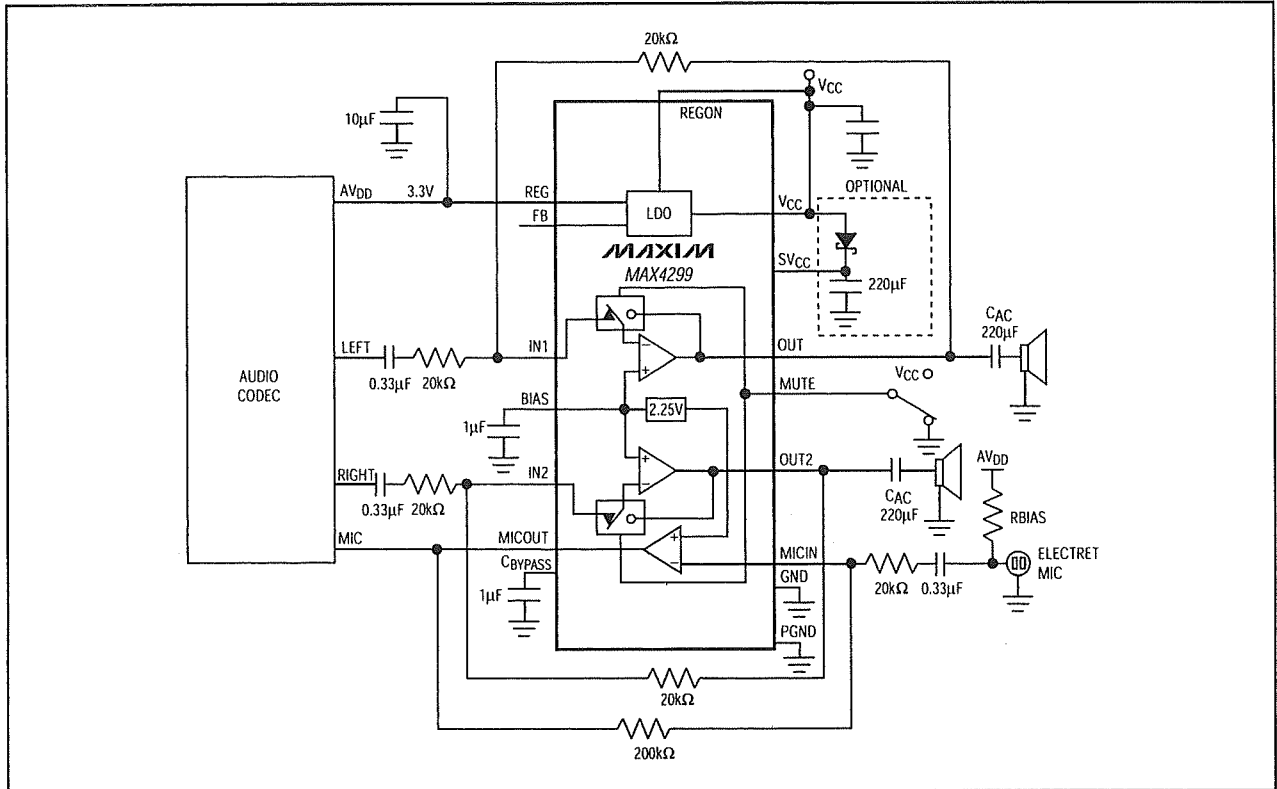 20kΩ
VCC
REGON
10µF
OPTIONAL
AVDD
3.3V
REG
VCC
LDO
FB
MAXIM
SVCC
MAX4299
220µF
CAC
220µF
LEFT
IN1
OUT
0.33µF
20kΩ
VCC
AUDIO
CODEC
MUTE
BIAS
2.25V
1µF
RIGHT
IN2
OUT2
AVDD
0.33µF
20kΩ
CAC
220µF
RBIAS
MIC
MICOUT
MICIN
ELECTRET
MIC
CBYPASS
GND
20kΩ
0.33µF
1µF
PGND
20kΩ
200kΩ